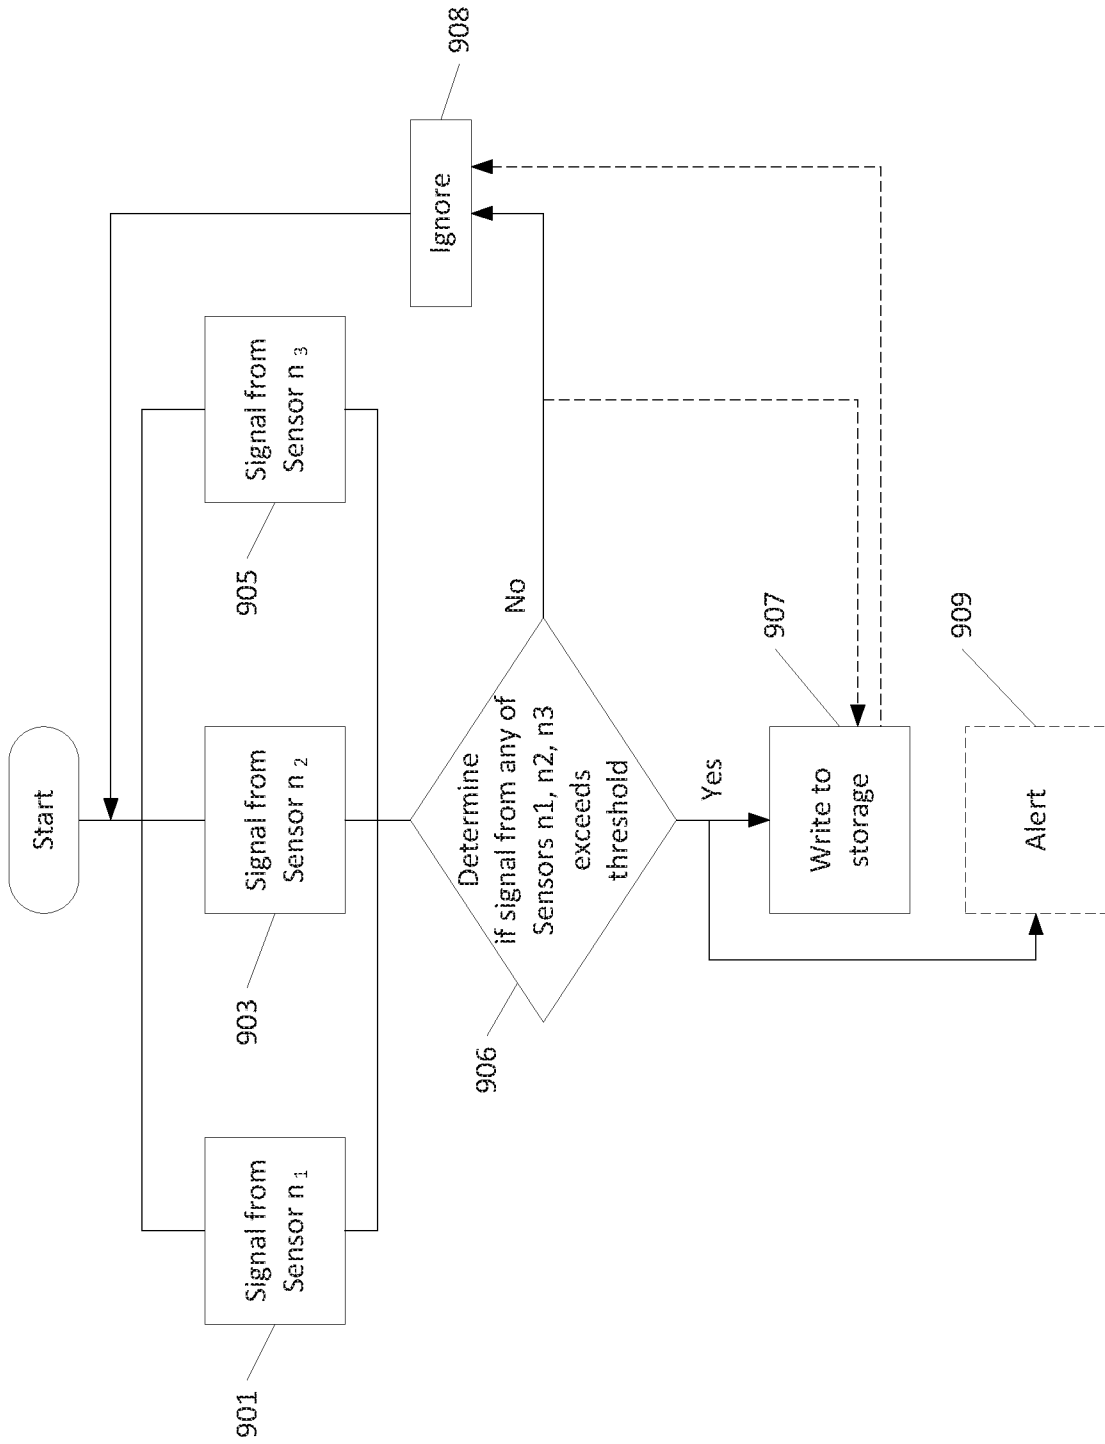 Start
901
Signal from
Sensor n 1
903
Signal from
Sensor n 2
905
Signal from
Sensor n 3
906
Determine
if signal from any of
Sensors n1, n2, n3
exceeds
threshold
No
Ignore
908
Yes
Write to
storage
907
Alert
909